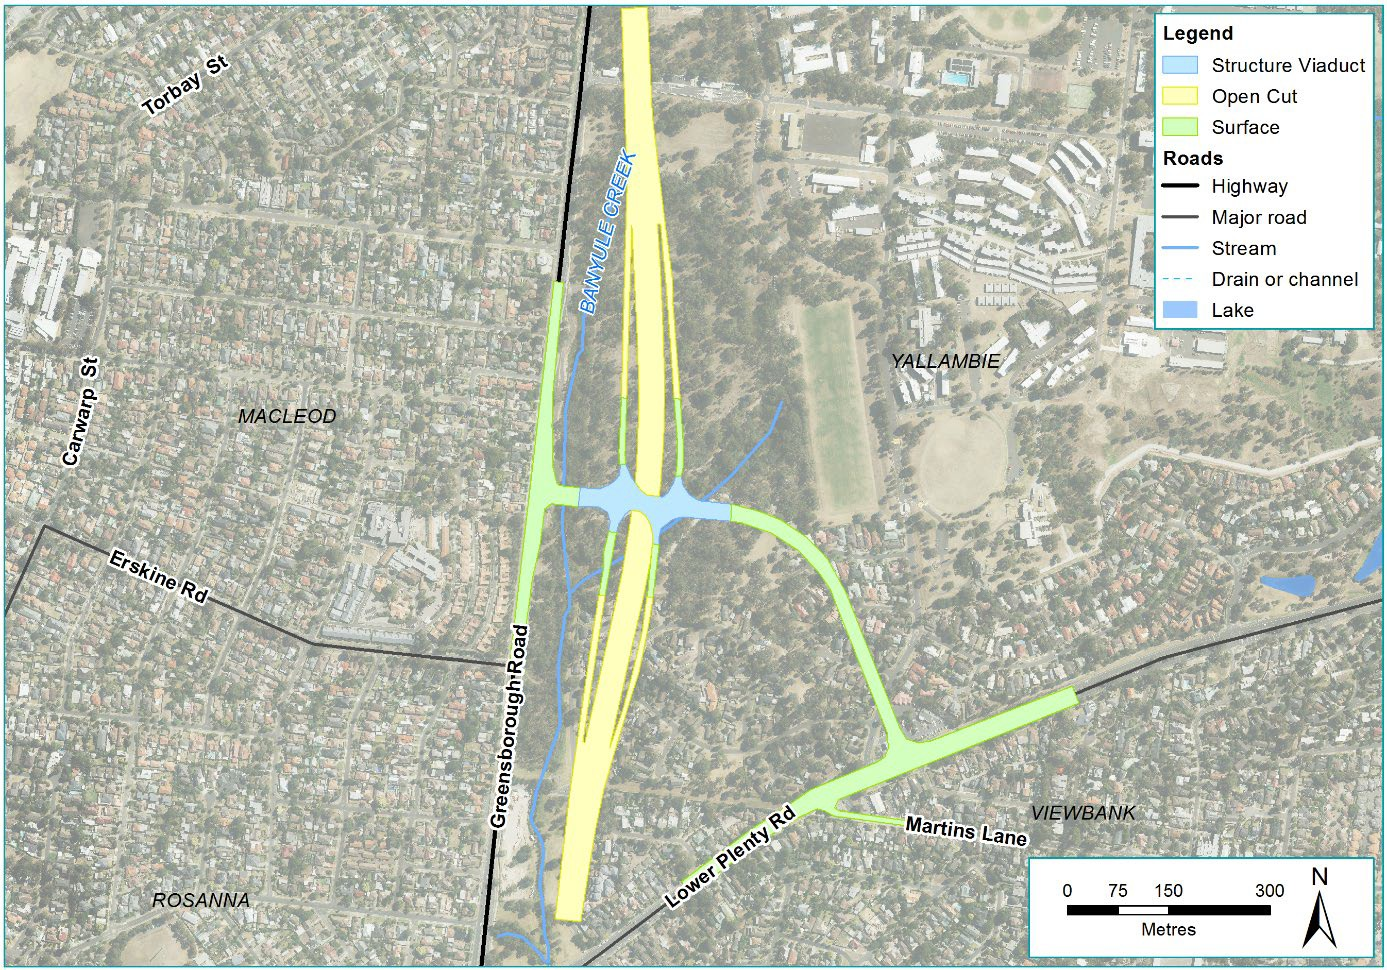 Torbay St
BANYULE CREEK
Legend
Structure Viaduct
Open Cut
Surface
Roads
Highway
Major road
Stream
Drain or channel
Lake
YALLAMBIE
Carwarp St
MACLEOD
Erskine Rd
Greensborough Road
Lower Plenty Rd
Martins Lane
VIEWBANK
ROSANNA
0 75 150 300
Metres
N